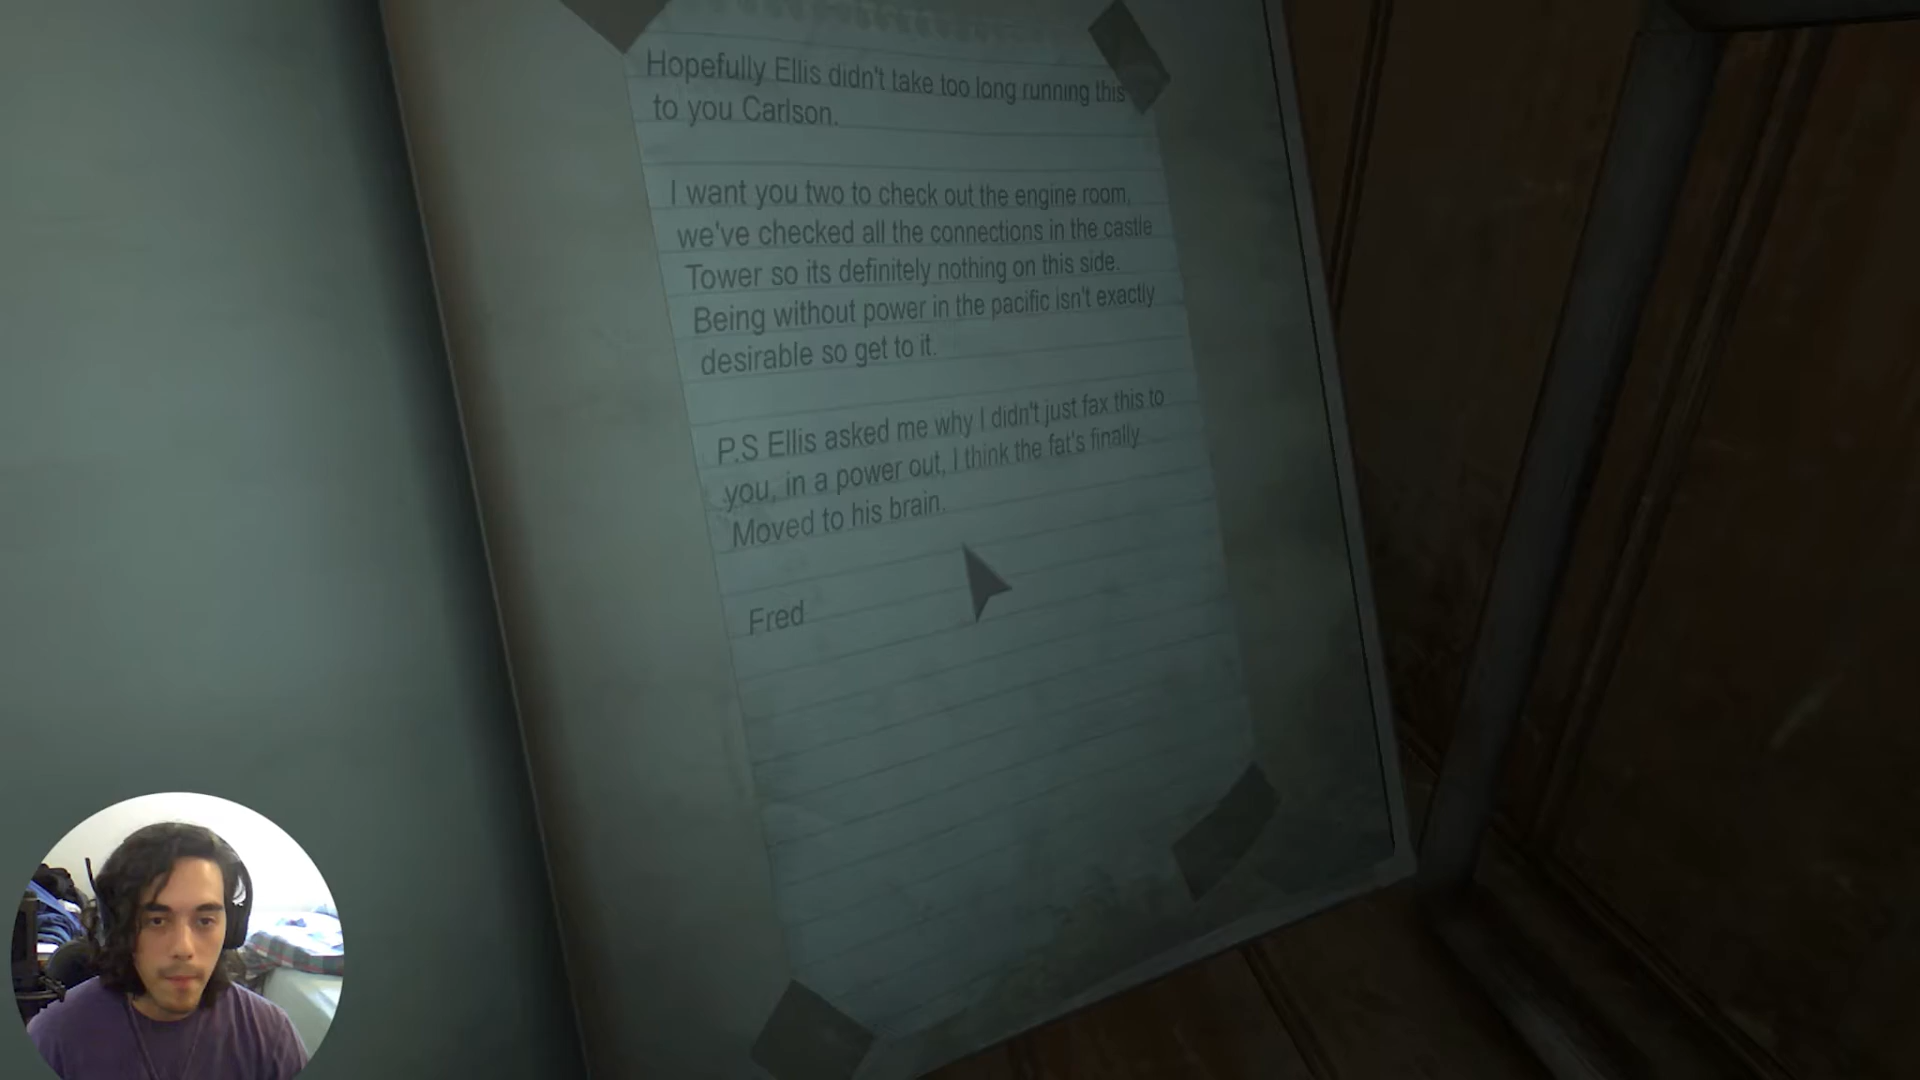 Hopefully Ellis didn't take too long running this
to you Carlson.
I want you two to check out the engine room,
we've checked all the connections in the castle
Tower so its definitely nothing on this side.
Being without power in the pacific isn't exactly
desirable so get to it.
P.S Ellis asked me why I didn't just fax this to
you, in a power out, I think the fat's finally
Moved to his brain.
Fred